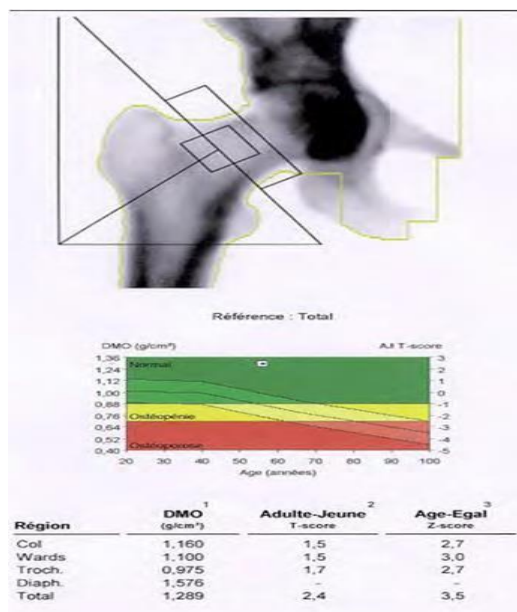 Référence : Total
DMO (g/cm²) AJ T-score
1,36 Normal 3
1,24 2
1,12 1
1,00 0
0,88 -1
0,76 Ostéopénie -2
0,64 -3
0,52 -4
0,40 Ostéoporose -5
20 30 40 50 60 70 80 90 100
Age (années)
DMO 1 Adulte-Jeune 2 Age-Egal 3
Région (g/cm²) T-score Z-score
Col 1,160 1,5 2,7
Wards 1,100 1,5 3,0
Troch. 0,975 1,7 2,7
Diaph. 1,576 - -
Total 1,289 2,4 3,5